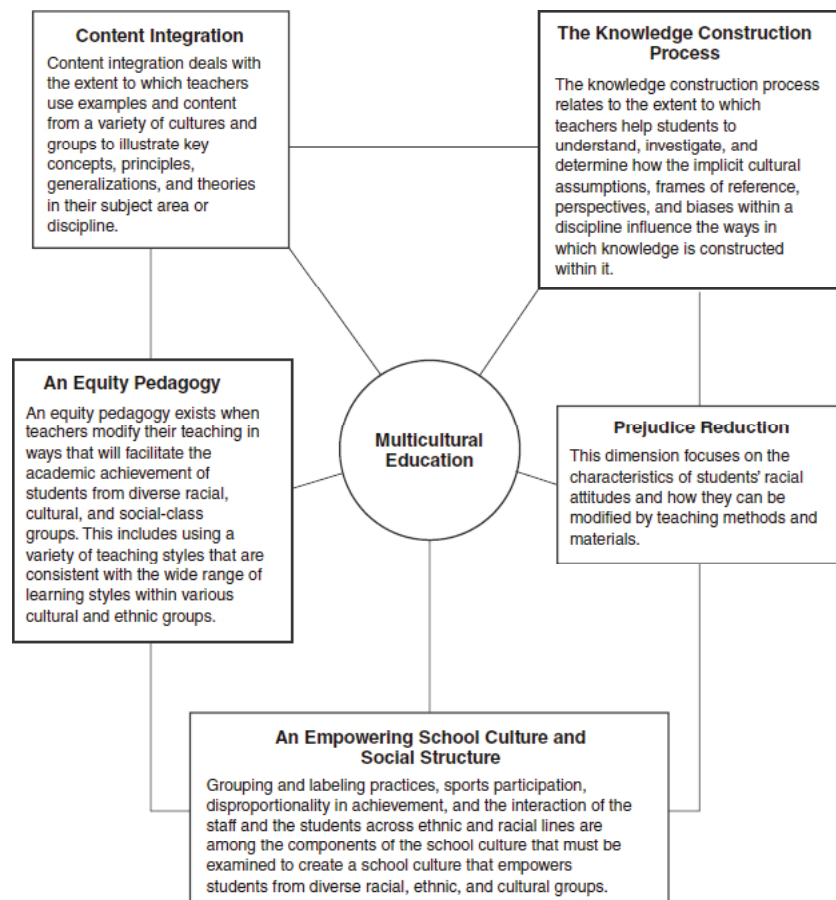 Content Integration
Content integration deals with
the extent to which teachers
use examples and content
from a variety of cultures and
groups to illustrate key
concepts, principles,
generalizations, and theories
in their subject area or
discipline.
The Knowledge Construction
Process
The knowledge construction process
relates to the extent to which
teachers help students to
understand, investigate, and
determine how the implicit cultural
assumptions, frames of reference,
perspectives, and biases within a
discipline influence the ways in
which knowledge is constructed
within it.
An Equity Pedagogy
An equity pedagogy exists when
teachers modify their teaching in
ways that will facilitate the
academic achievement of
students from diverse racial,
cultural, and social-class
groups. This includes using a
variety of teaching styles that are
consistent with the wide range of
learning styles within various
cultural and ethnic groups.
Multicultural
Education
Prejudice Reduction
This dimension focuses on the
characteristics of students' racial
attitudes and how they can be
modified by teaching methods and
materials.
An Empowering School Culture and
Social Structure
Grouping and labeling practices, sports participation,
disproportionality in achievement, and the interaction of the
staff and the students across ethnic and racial lines are
among the components of the school culture that must be
examined to create a school culture that empowers
students from diverse racial, ethnic, and cultural groups.